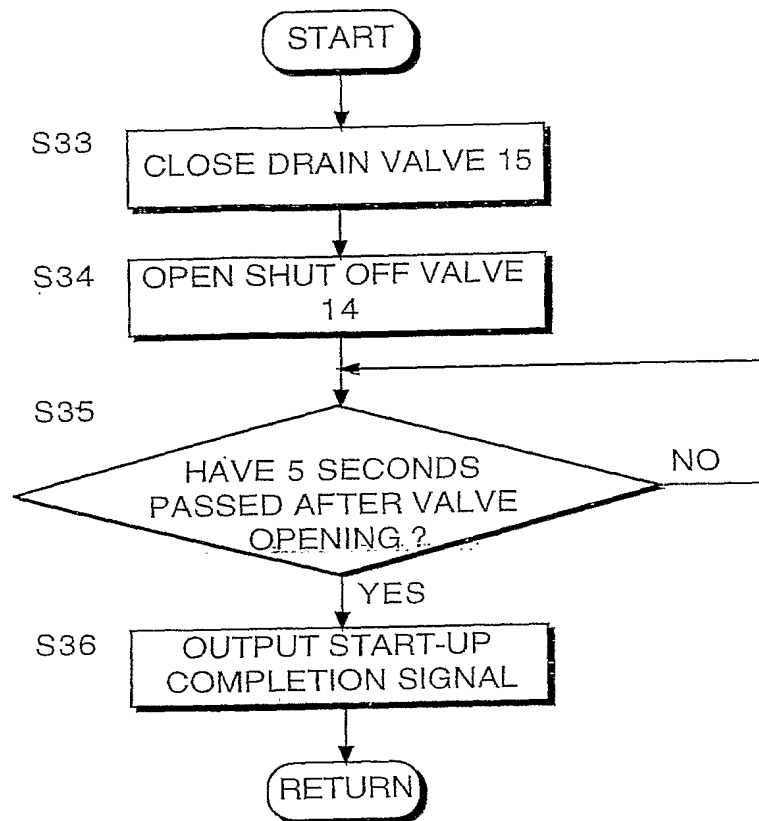 START
S33
CLOSE DRAIN VALVE 15
S34
OPEN SHUT OFF VALVE
14
S35
HAVE 5 SECONDS
PASSED AFTER VALVE
OPENING ?
NO
YES
S36
OUTPUT START-UP
COMPLETION SIGNAL
RETURN